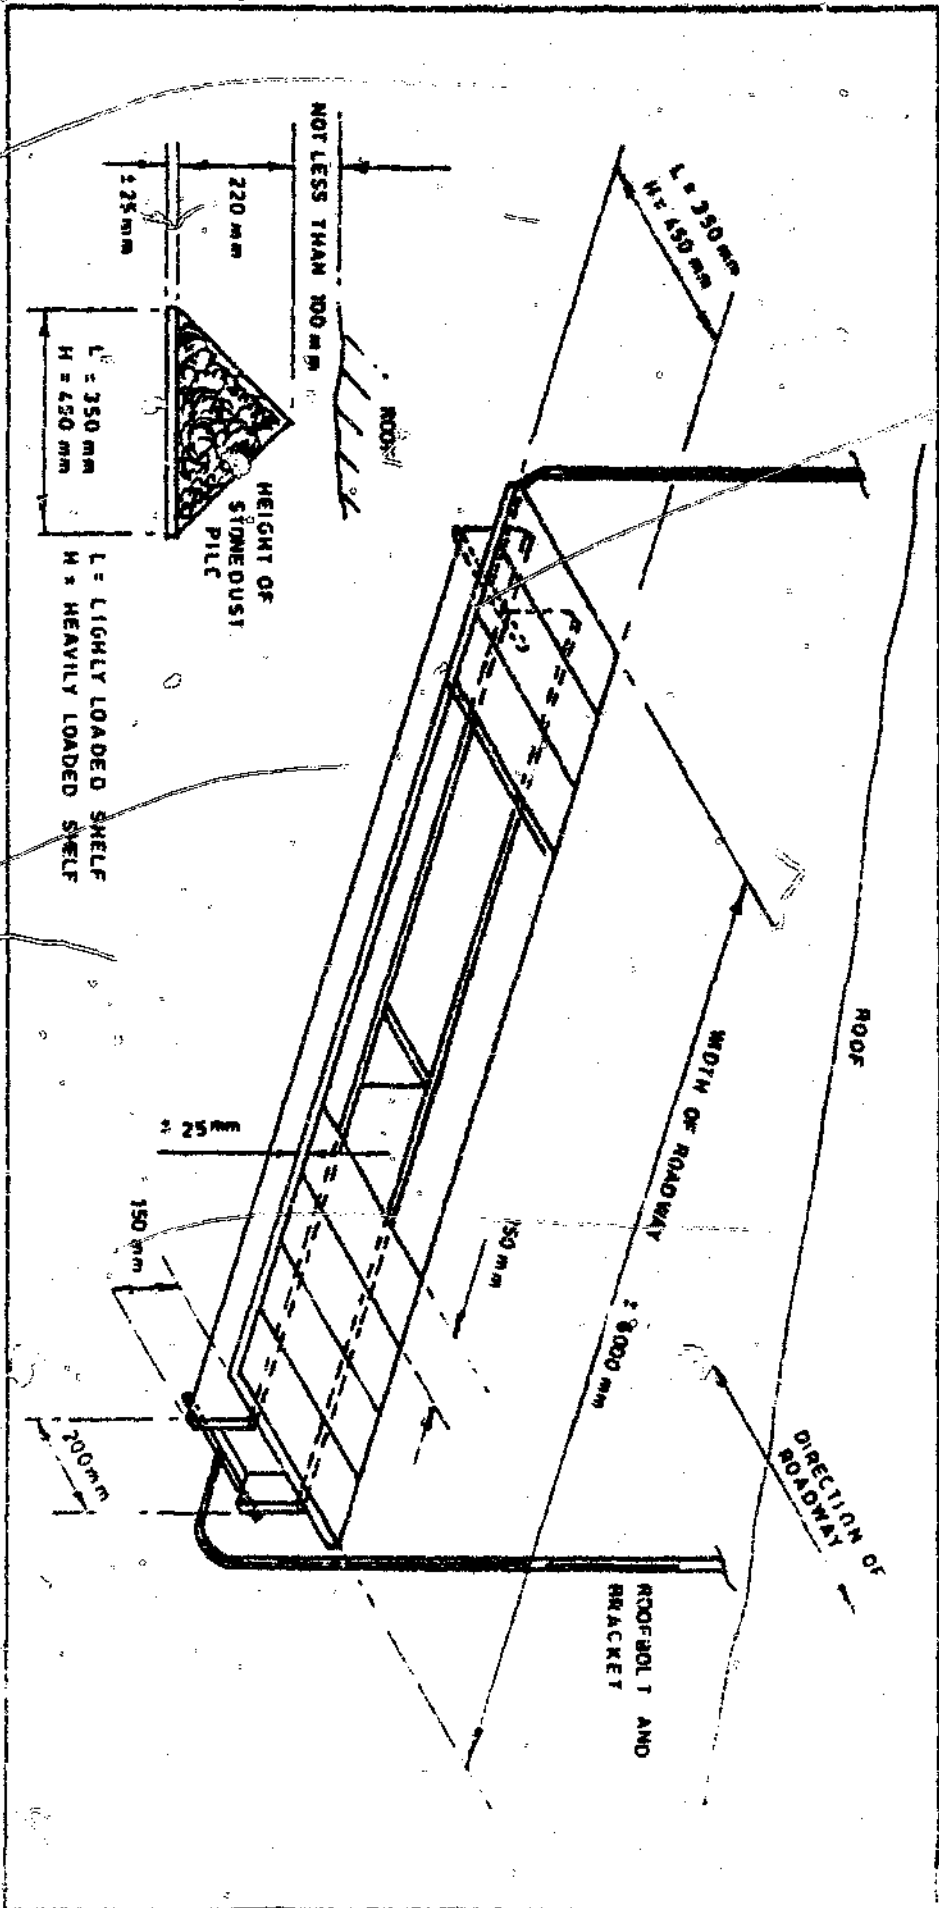 ROOF
DIRECTION OF
ROADWAY
WIDTH OF ROADWAY
± 6000 mm
L = 350 mm
H = 450 mm
ROOFBOLT AND
BRACKET
150 mm
± 25 mm
150 mm
200 mm
ROOF
NOT LESS THAN 100 mm
220 mm
± 25 mm
HEIGHT OF
STONEDUST
PILE
L = 350 mm
H = 450 mm
L = LIGHLY LOADED SHELF
H = HEAVILY LOADED SHELF